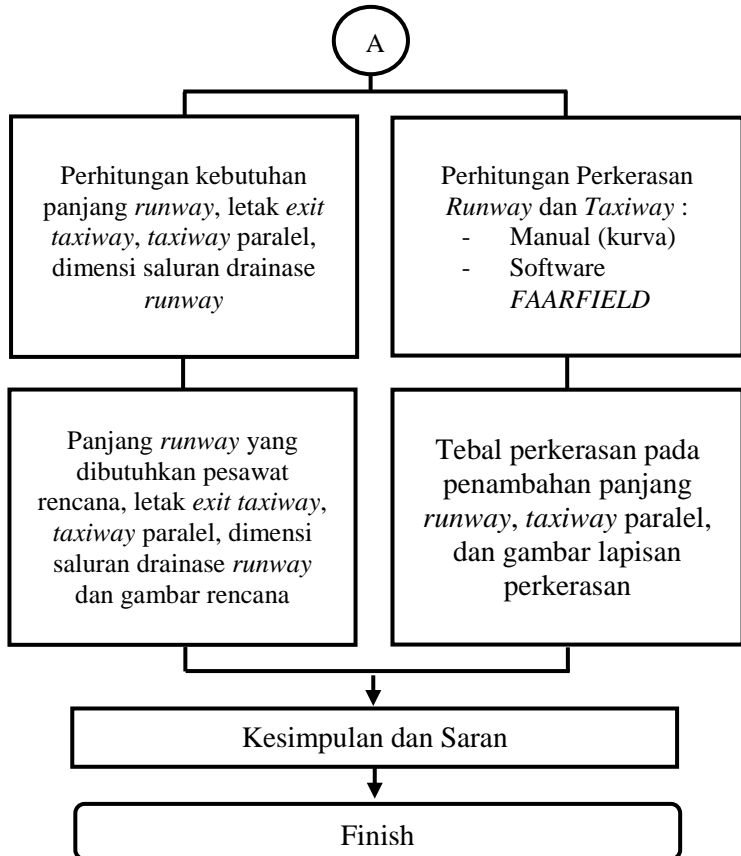 A
Perhitungan kebutuhan
panjang runway, letak exit
taxiway, taxiway paralel,
dimensi saluran drainase
runway
Perhitungan Perkerasan
Runway dan Taxiway :
- Manual (kurva)
- Software
FAARFIELD
Panjang runway yang
dibutuhkan pesawat
rencana, letak exit taxiway,
taxiway paralel, dimensi
saluran drainase runway
dan gambar rencana
Tebal perkerasan pada
penambahan panjang
runway, taxiway paralel,
dan gambar lapisan
perkerasan
Kesimpulan dan Saran
Finish